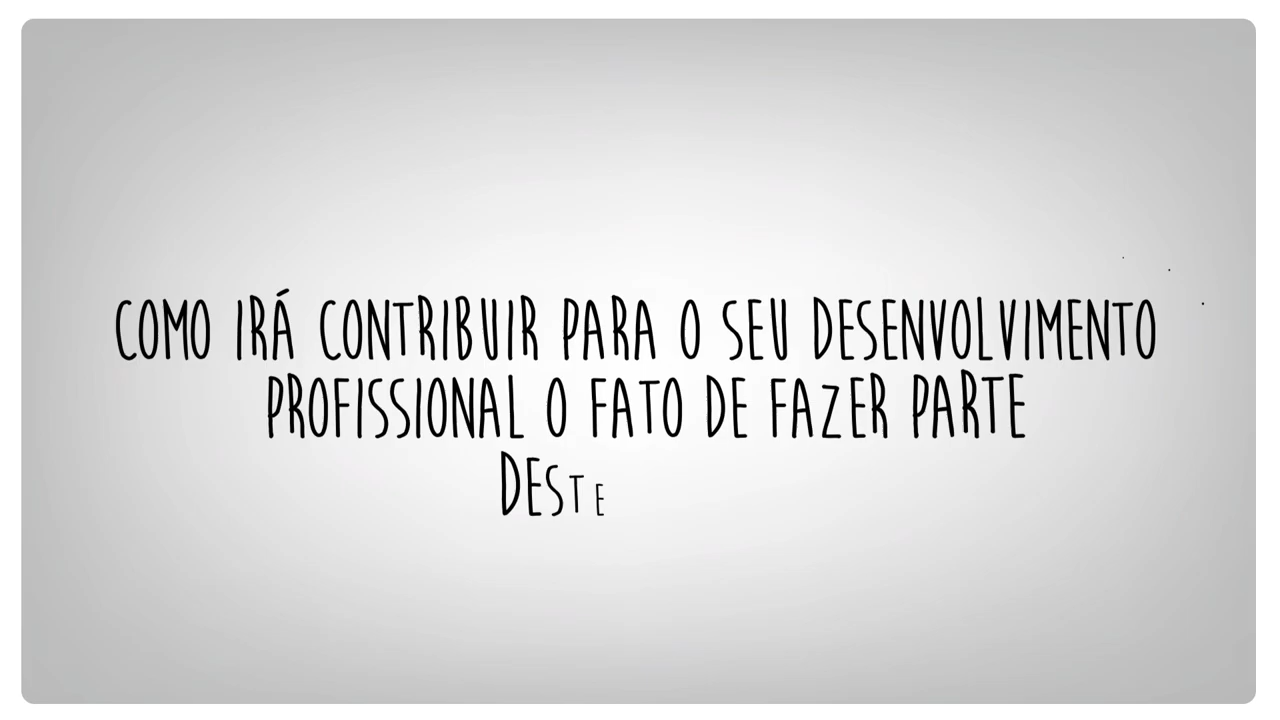 COMO IRÁ CONTRIBUIR PARA O SEU DESENVOLVIMENTO
PROFISSIONAL O FATO DE FAZER PARTE
DESTE